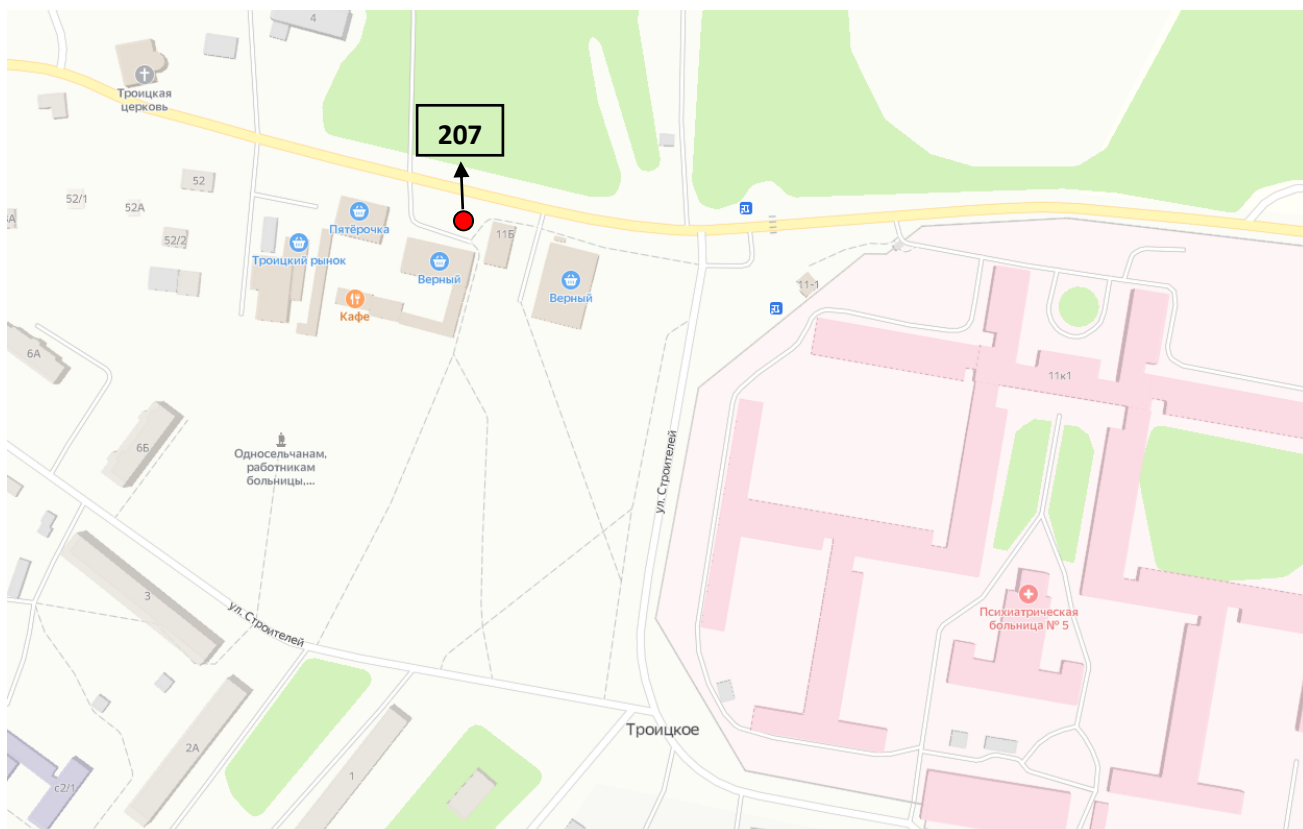 4
Троицкая
церковь
207
52
52/1
52А
52/2
Пятёрочка
11Б
Троицкий рынок
Верный
Верный
Кафе
11-1
6А
11к1
6Б
Односельчанам,
работникам
больницы,...
ул. Строителей
3
ул. Строителей
Психиатрическая
больница № 5
Троицкое
2А
1
с2/1